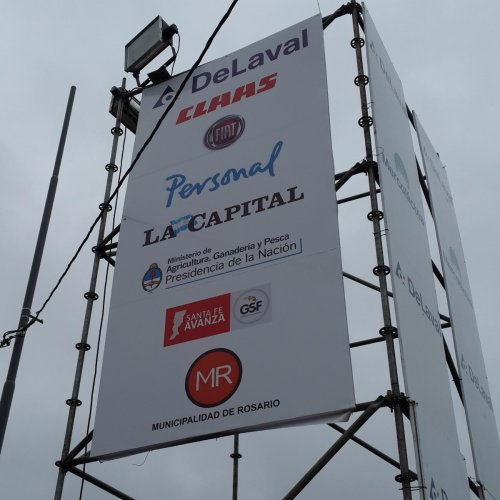 DeLaval
CLAAS
FIAT
Personal
LA CAPITAL
Ministerio de
Agricultura, Ganadería y Pesca
Presidencia de la Nación
SANTA FE
AVANZA
GSF
MR
MUNICIPALIDAD DE ROSARIO
DeLaval